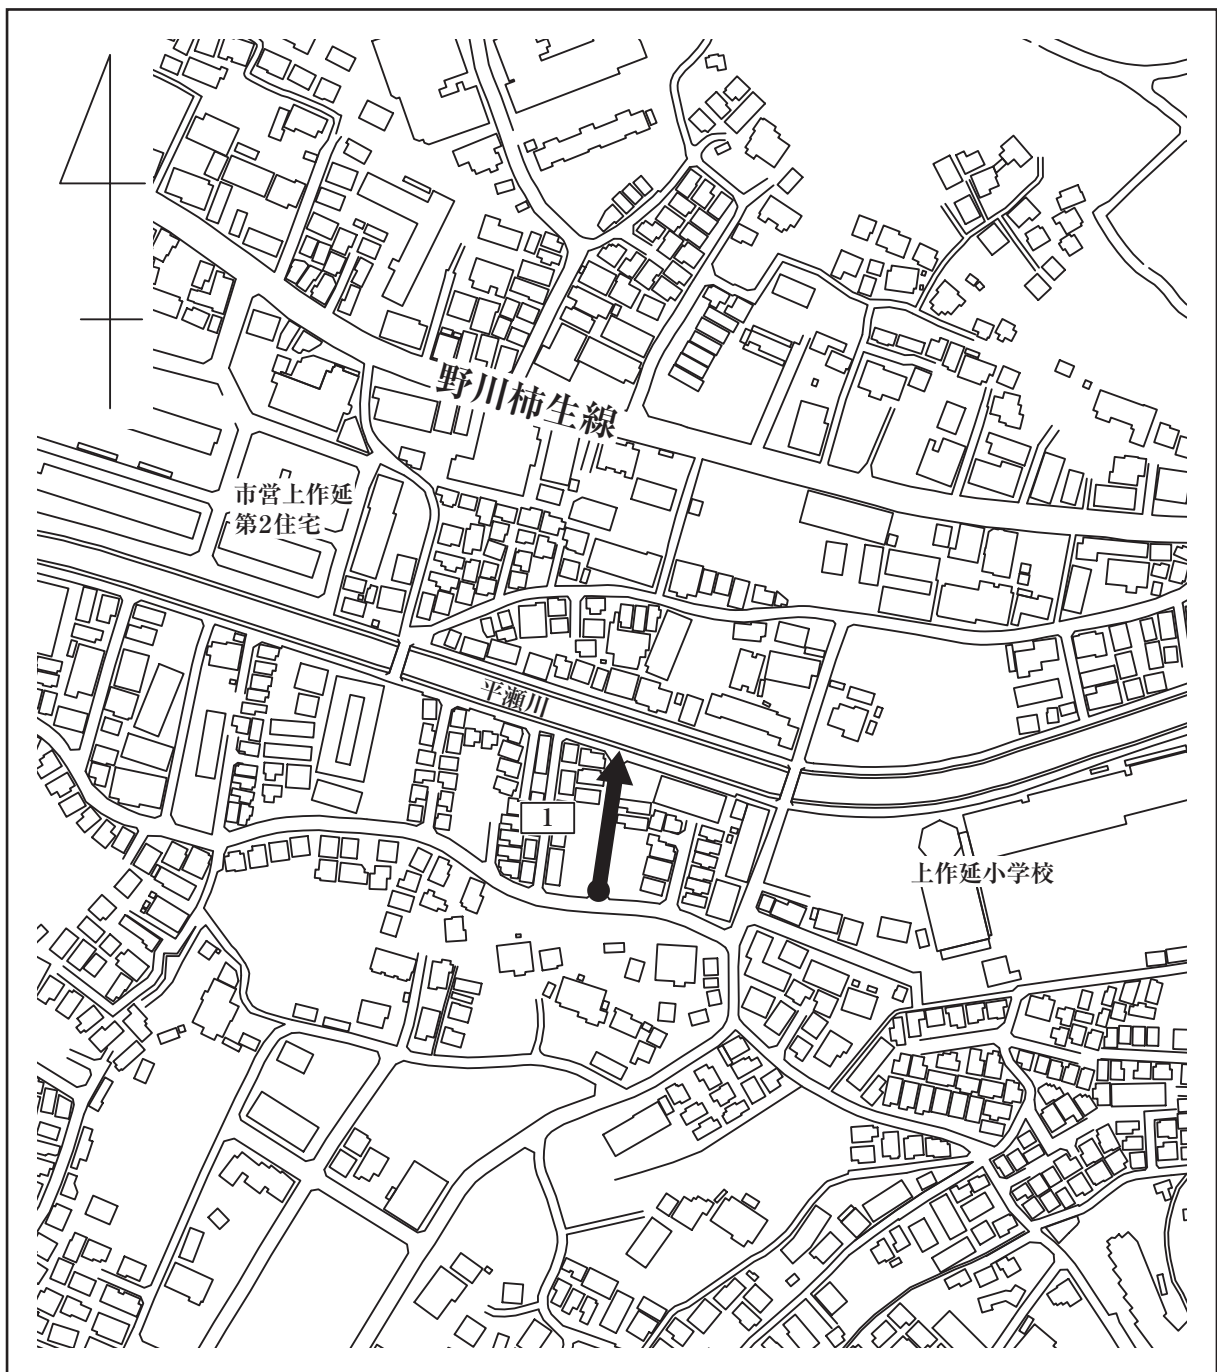 野川柿生線
市営上作延
第2住宅
平瀬川
1
上作延小学校